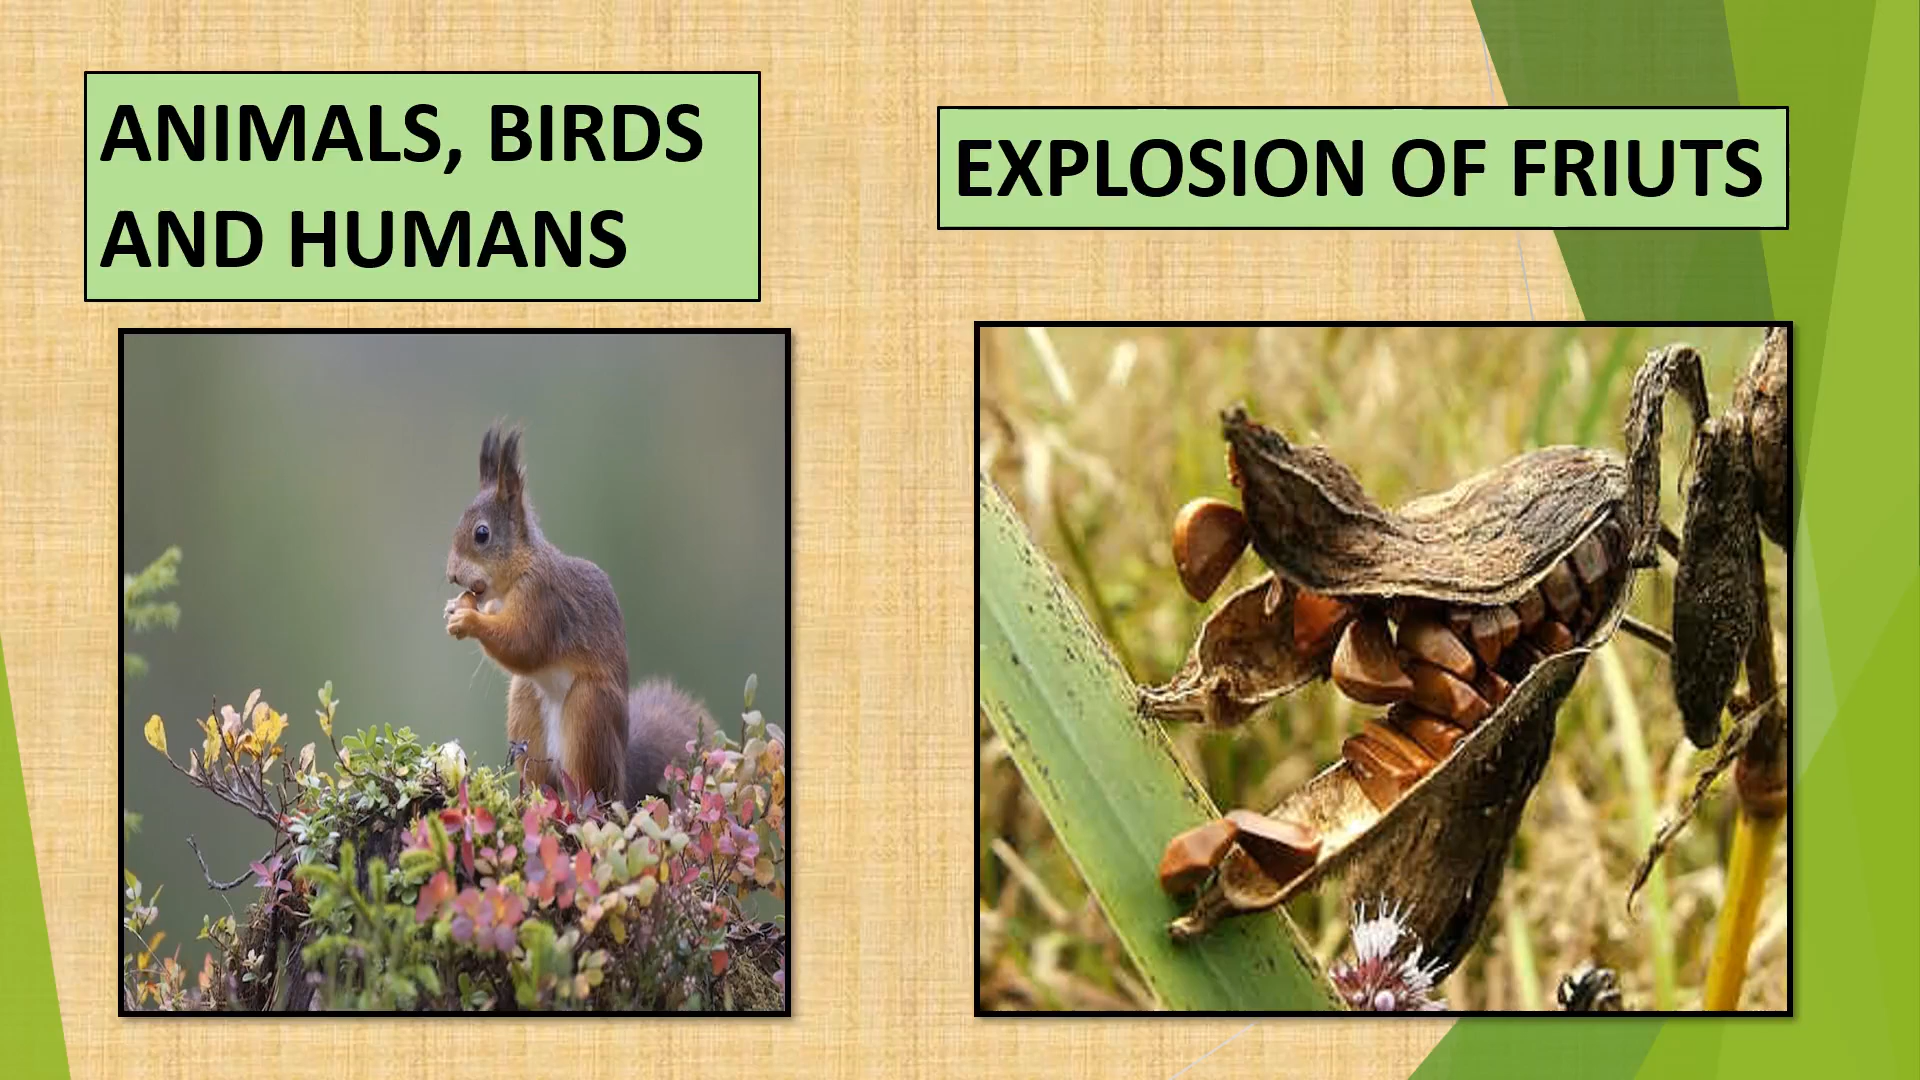 ANIMALS, BIRDS
AND HUMANS
EXPLOSION OF FRIUTS